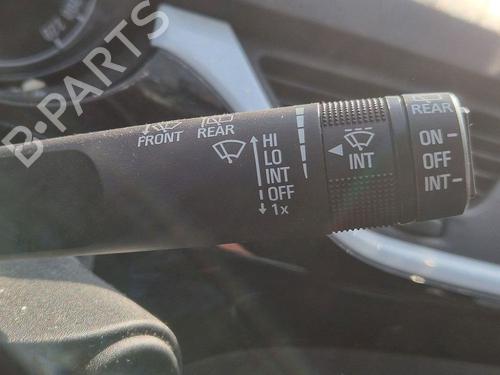 B-PARTS
FRONT
REAR
HI
LO
INT
OFF
1x
INT
REAR
ON
OFF
INT